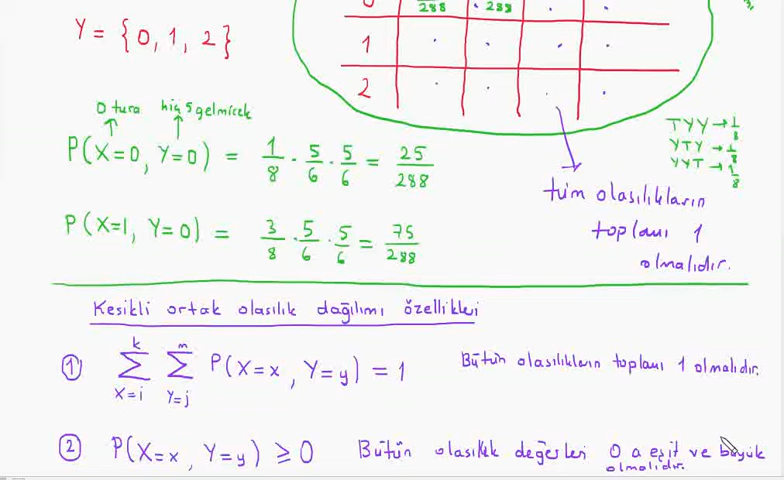 0
288
288
Y = {0, 1, 2}
1
2
0 tura hiç 5 gelmicek
P(X=0, Y=0) = 1/8 · 5/6 · 5/6 = 25/288
TYY → 1/8
YTY → 1/8
YYT → 1/8
tüm olasılıkların
toplamı 1
olmalıdır.
P(X=1, Y=0) = 3/8 · 5/6 · 5/6 = 75/288
Kesikli ortak olasılık dağılımı özellikleri
① k∑X=i m∑Y=j P(X=x, Y=y) = 1 Bütün olasılıkların toplamı 1 olmalıdır.
② P(X=x, Y=y) ≥ 0 Bütün olasılık değerleri 0 a eşit ve büyük
olmalıdır.